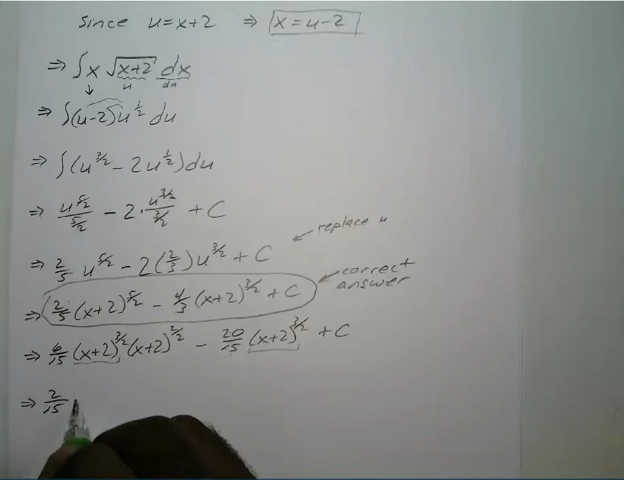 Since u=x+2 ⇒ x=u-2
⇒ ∫x √(x+2) dx
u du
⇒ ∫(u-2)u^(1/2) du
⇒ ∫(u^(3/2) - 2u^(1/2))du
⇒ u^(5/2)/(5/2) - 2·u^(3/2)/(3/2) + C
replace u
⇒ 2/5 u^(5/2) - 2(2/3)u^(3/2) + C
correct
answer
⇒ 2/5 (x+2)^(5/2) - 4/3 (x+2)^(3/2) + C
⇒ 6/15 (x+2)^(3/2) (x+2)^(2/2) - 20/15 (x+2)^(3/2) + C
⇒ 2/15